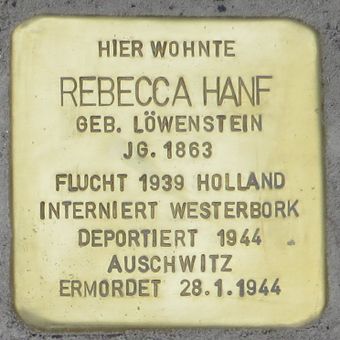 HIER WOHNTE
REBECCA HANF
GEB. LÖWENSTEIN
JG. 1863
FLUCHT 1939 HOLLAND
INTERNIERT WESTERBORK
DEPORTIERT 1944
AUSCHWITZ
ERMORDET 28.1.1944